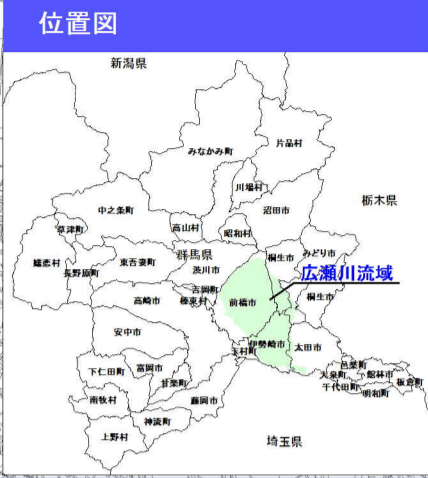 位置図
新潟県
片品村
みなかみ町
川場村
栃木県
中之条町
沼田市
草津町
高山村
昭和村
嬬恋村
東吾妻町
群馬県
桐生市
みどり市
長野原町
渋川市
広瀬川流域
吉岡町
高崎市
榛東村
前橋市
桐生市
安中市
玉村町
伊勢崎市
太田市
下仁田町
富岡市
邑楽町
大泉町
館林市
板倉町
甘楽町
千代田町
明和町
南牧村
藤岡市
神流町
上野村
埼玉県